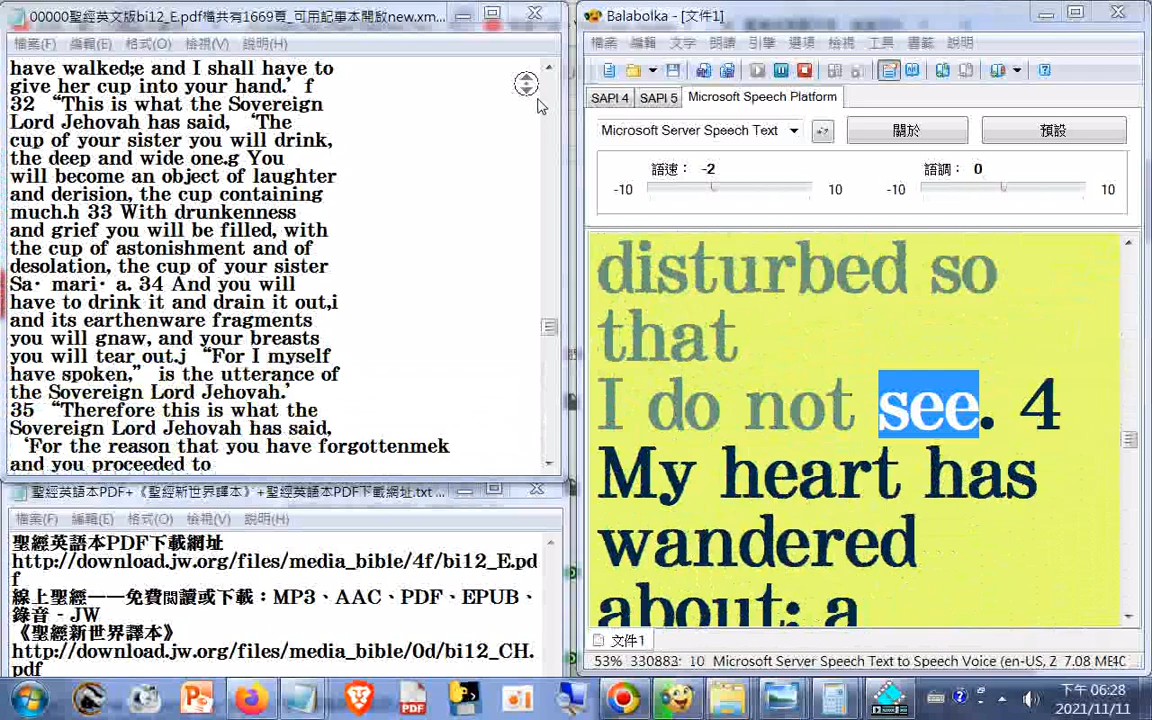 00000聖經英文版bi12_E.pdf檔共有1669頁_可用記事本開啟new.xm...
檔案(F) 編輯(E) 格式(O) 檢視(V) 說明(H)
have walked;e and I shall have to
give her cup into your hand.’ f
32 “This is what the Sovereign
Lord Jehovah has said, ‘The
cup of your sister you will drink,
the deep and wide one.g You
will become an object of laughter
and derision, the cup containing
much.h 33 With drunkenness
and grief you will be filled, with
the cup of astonishment and of
desolation, the cup of your sister
Sa· mari· a. 34 And you will
have to drink it and drain it out,i
and its earthenware fragments
you will gnaw, and your breasts
you will tear out.j “For I myself
have spoken,” is the utterance of
the Sovereign Lord Jehovah.’
35 “Therefore this is what the
Sovereign Lord Jehovah has said,
‘For the reason that you have forgottenmek
and you proceeded to
聖經英語本PDF+《聖經新世界譯本》+聖經英語本PDF下載網址.txt ...
檔案(F) 編輯(E) 格式(O) 檢視(V) 說明(H)
聖經英語本PDF下載網址
http://download.jw.org/files/media_bible/4f/bi12_E.pd
f
線上聖經——免費閱讀或下載：MP3、AAC、PDF、EPUB、
錄音 - JW
《聖經新世界譯本》
http://download.jw.org/files/media_bible/0d/bi12_CH.
pdf
Balabolka - [文件1]
檔案 編輯 文字 朗讀 引擎 選項 檢視 工具 書籤 說明
SAPI 4 SAPI 5 Microsoft Speech Platform
Microsoft Server Speech Text 關於 預設
語速： -2 語調： 0
-10 10 -10 10
disturbed so
that
I do not see. 4
My heart has
wandered
about; a
文件1
53% 330882: 10 Microsoft Server Speech Text to Speech Voice (en-US, Z
下午 06:28
2021/11/11